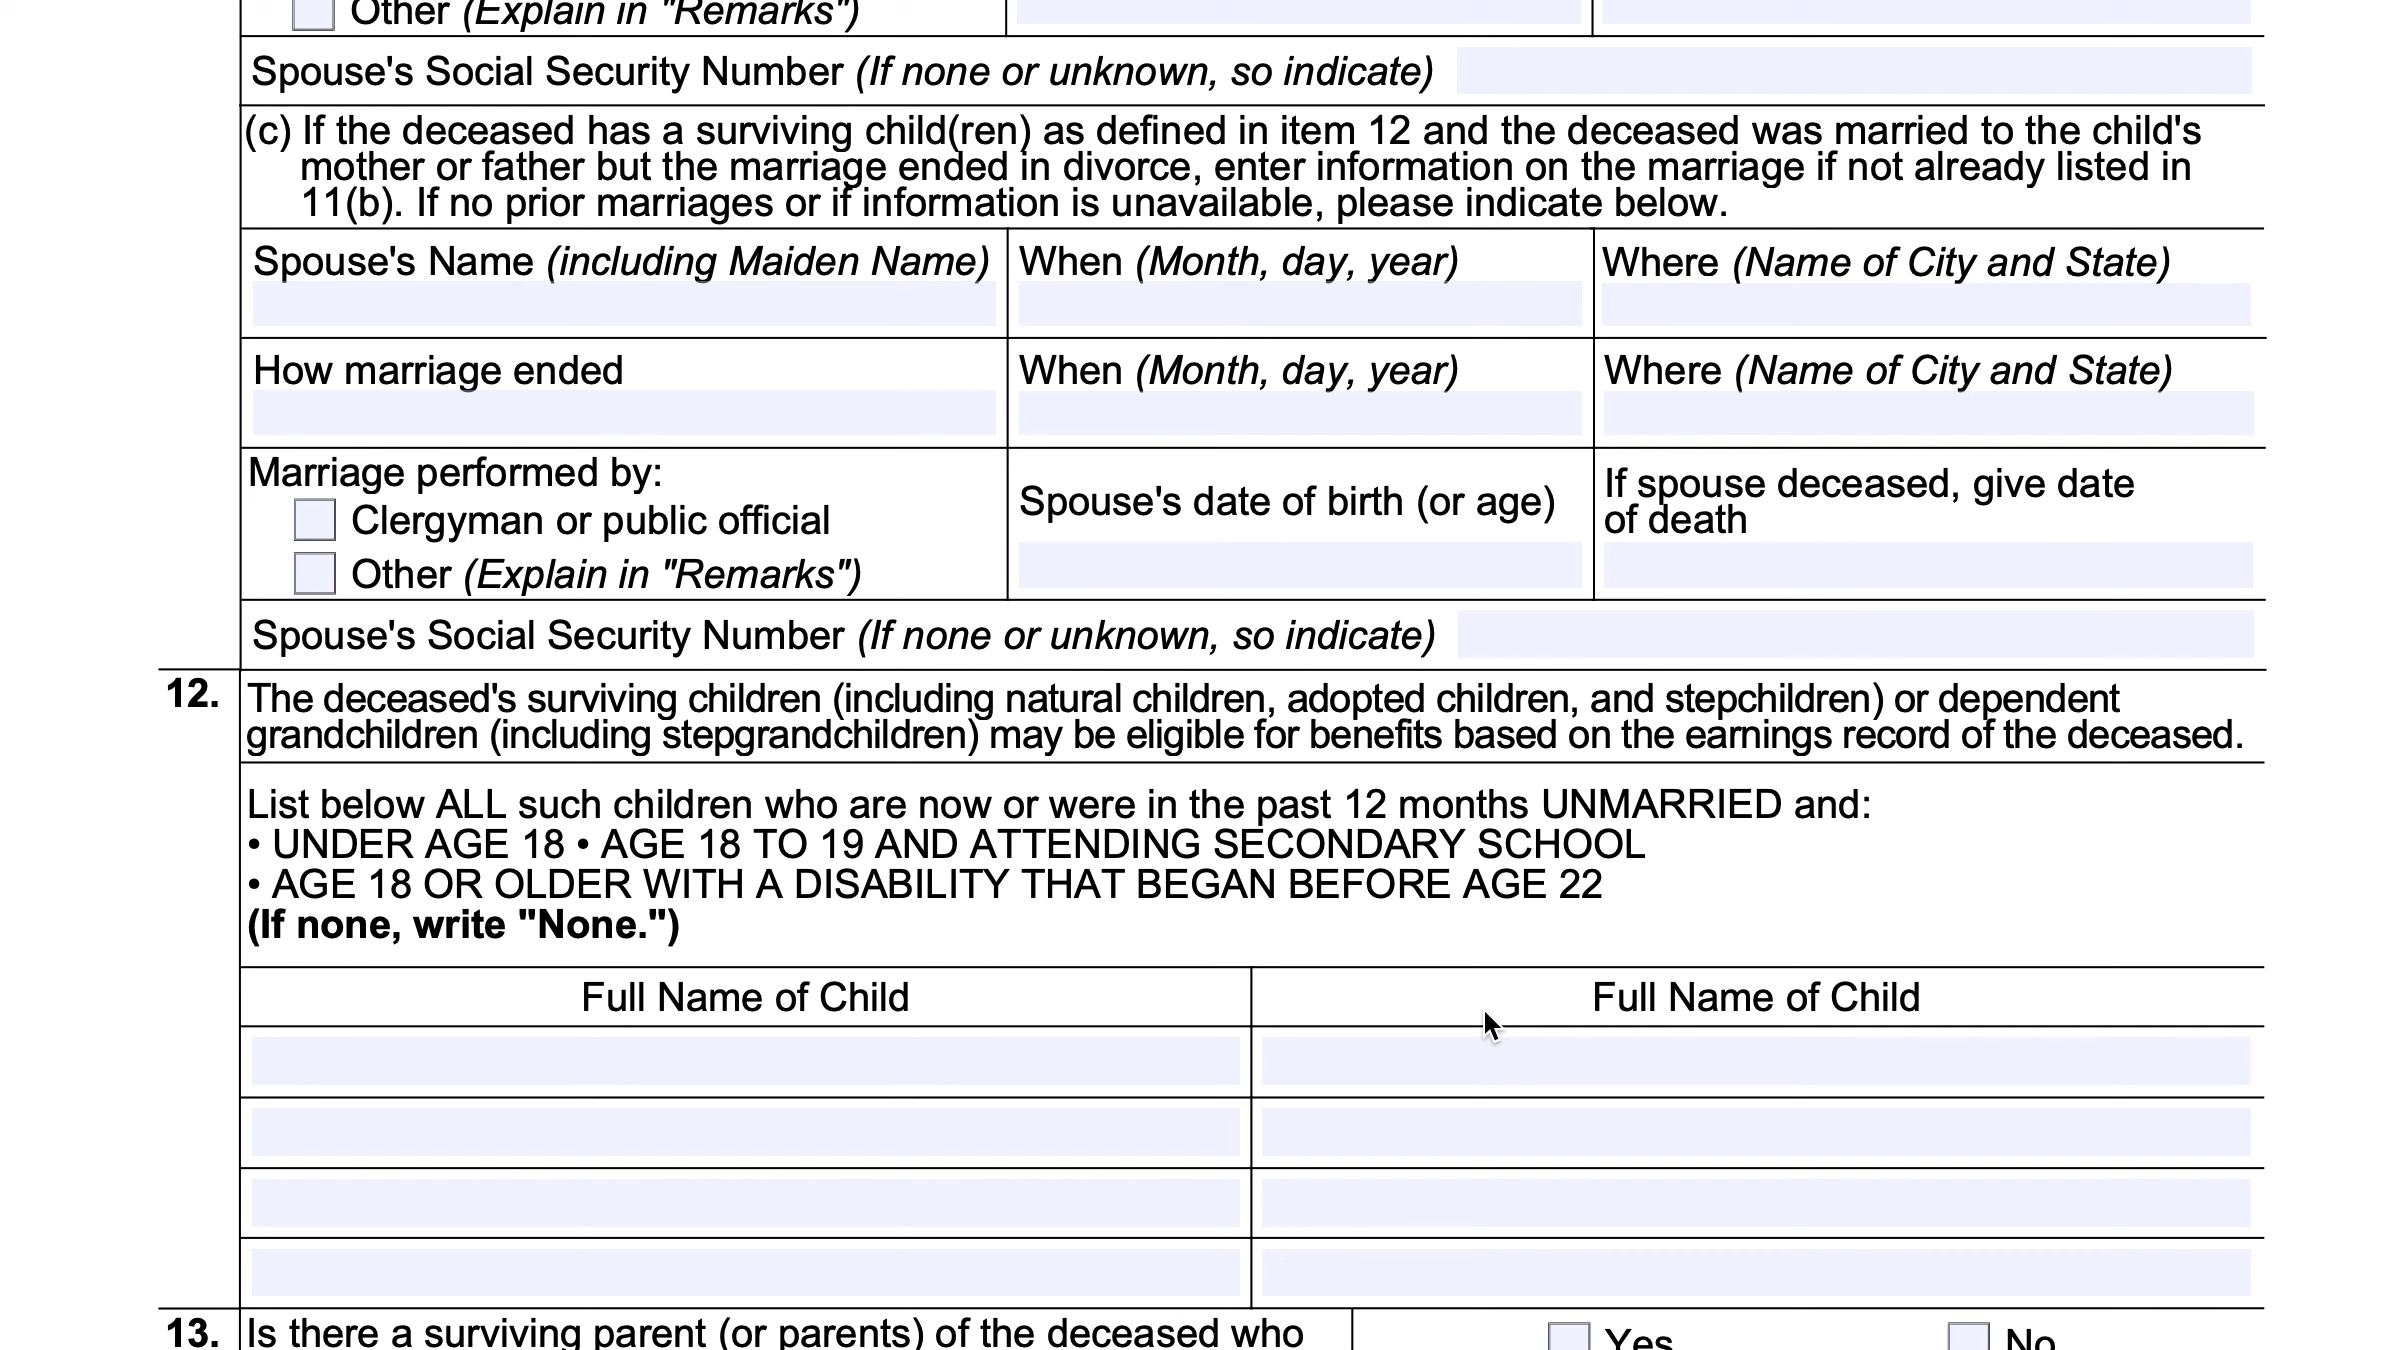 Other (Explain in "Remarks")
Spouse's Social Security Number (If none or unknown, so indicate)
(c) If the deceased has a surviving child(ren) as defined in item 12 and the deceased was married to the child's
mother or father but the marriage ended in divorce, enter information on the marriage if not already listed in
11(b). If no prior marriages or if information is unavailable, please indicate below.
Spouse's Name (including Maiden Name) When (Month, day, year) Where (Name of City and State)
How marriage ended When (Month, day, year) Where (Name of City and State)
Marriage performed by:
Clergyman or public official
Other (Explain in "Remarks")
Spouse's date of birth (or age)
If spouse deceased, give date
of death
Spouse's Social Security Number (If none or unknown, so indicate)
12. The deceased's surviving children (including natural children, adopted children, and stepchildren) or dependent
grandchildren (including stepgrandchildren) may be eligible for benefits based on the earnings record of the deceased.
List below ALL such children who are now or were in the past 12 months UNMARRIED and:
• UNDER AGE 18 • AGE 18 TO 19 AND ATTENDING SECONDARY SCHOOL
• AGE 18 OR OLDER WITH A DISABILITY THAT BEGAN BEFORE AGE 22
(If none, write "None.")
Full Name of Child Full Name of Child
13. Is there a surviving parent (or parents) of the deceased who Yes No